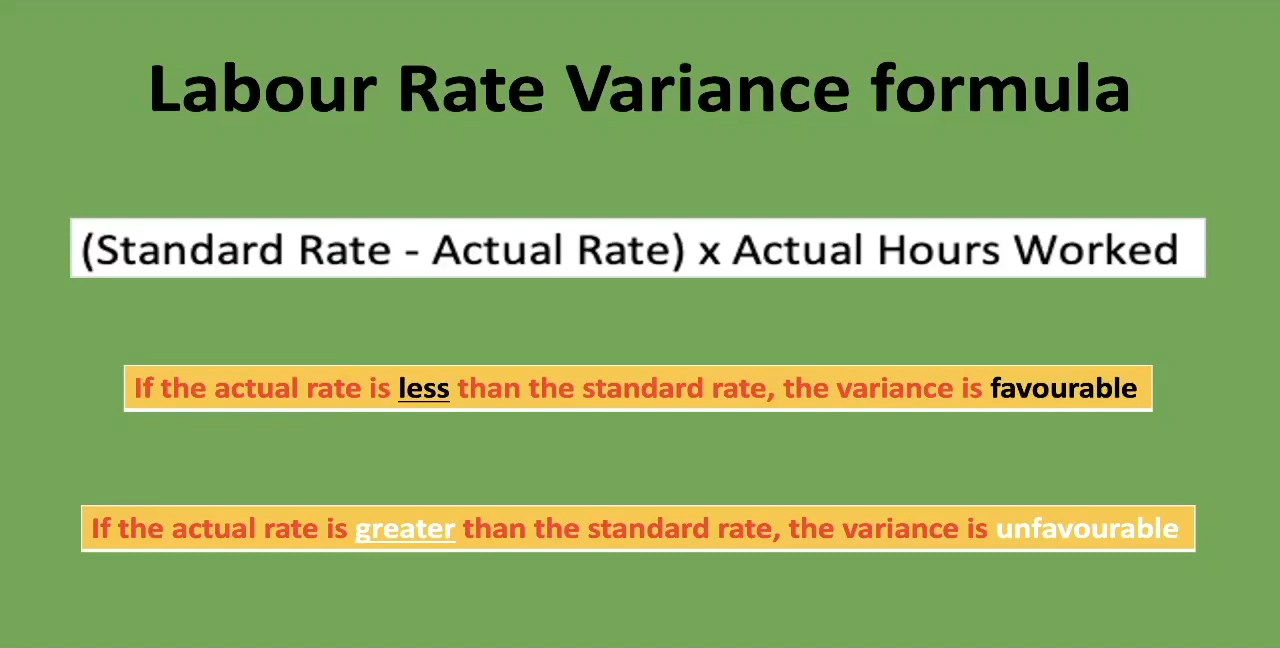 Labour Rate Variance formula
(Standard Rate - Actual Rate) x Actual Hours Worked
If the actual rate is less than the standard rate, the variance is favourable
If the actual rate is greater than the standard rate, the variance is unfavourable